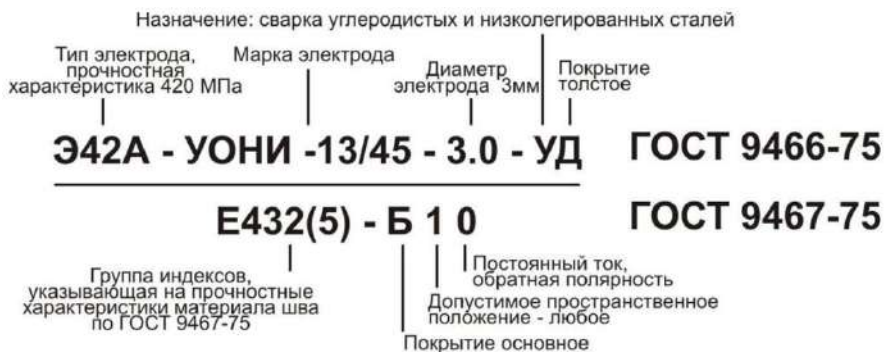 Назначение: сварка углеродистых и низколегированных сталей
Тип электрода,
прочностная
характеристика 420 МПа
Марка электрода
Диаметр
электрода 3мм
Покрытие
толстое
Э42А - УОНИ -13/45 - 3.0 - УД
ГОСТ 9466-75
Е432(5) - Б 1 0
ГОСТ 9467-75
Группа индексов,
указывающая на прочностные
характеристики материала шва
по ГОСТ 9467-75
Постоянный ток,
обратная полярность
Допустимое пространственное
положение - любое
Покрытие основное